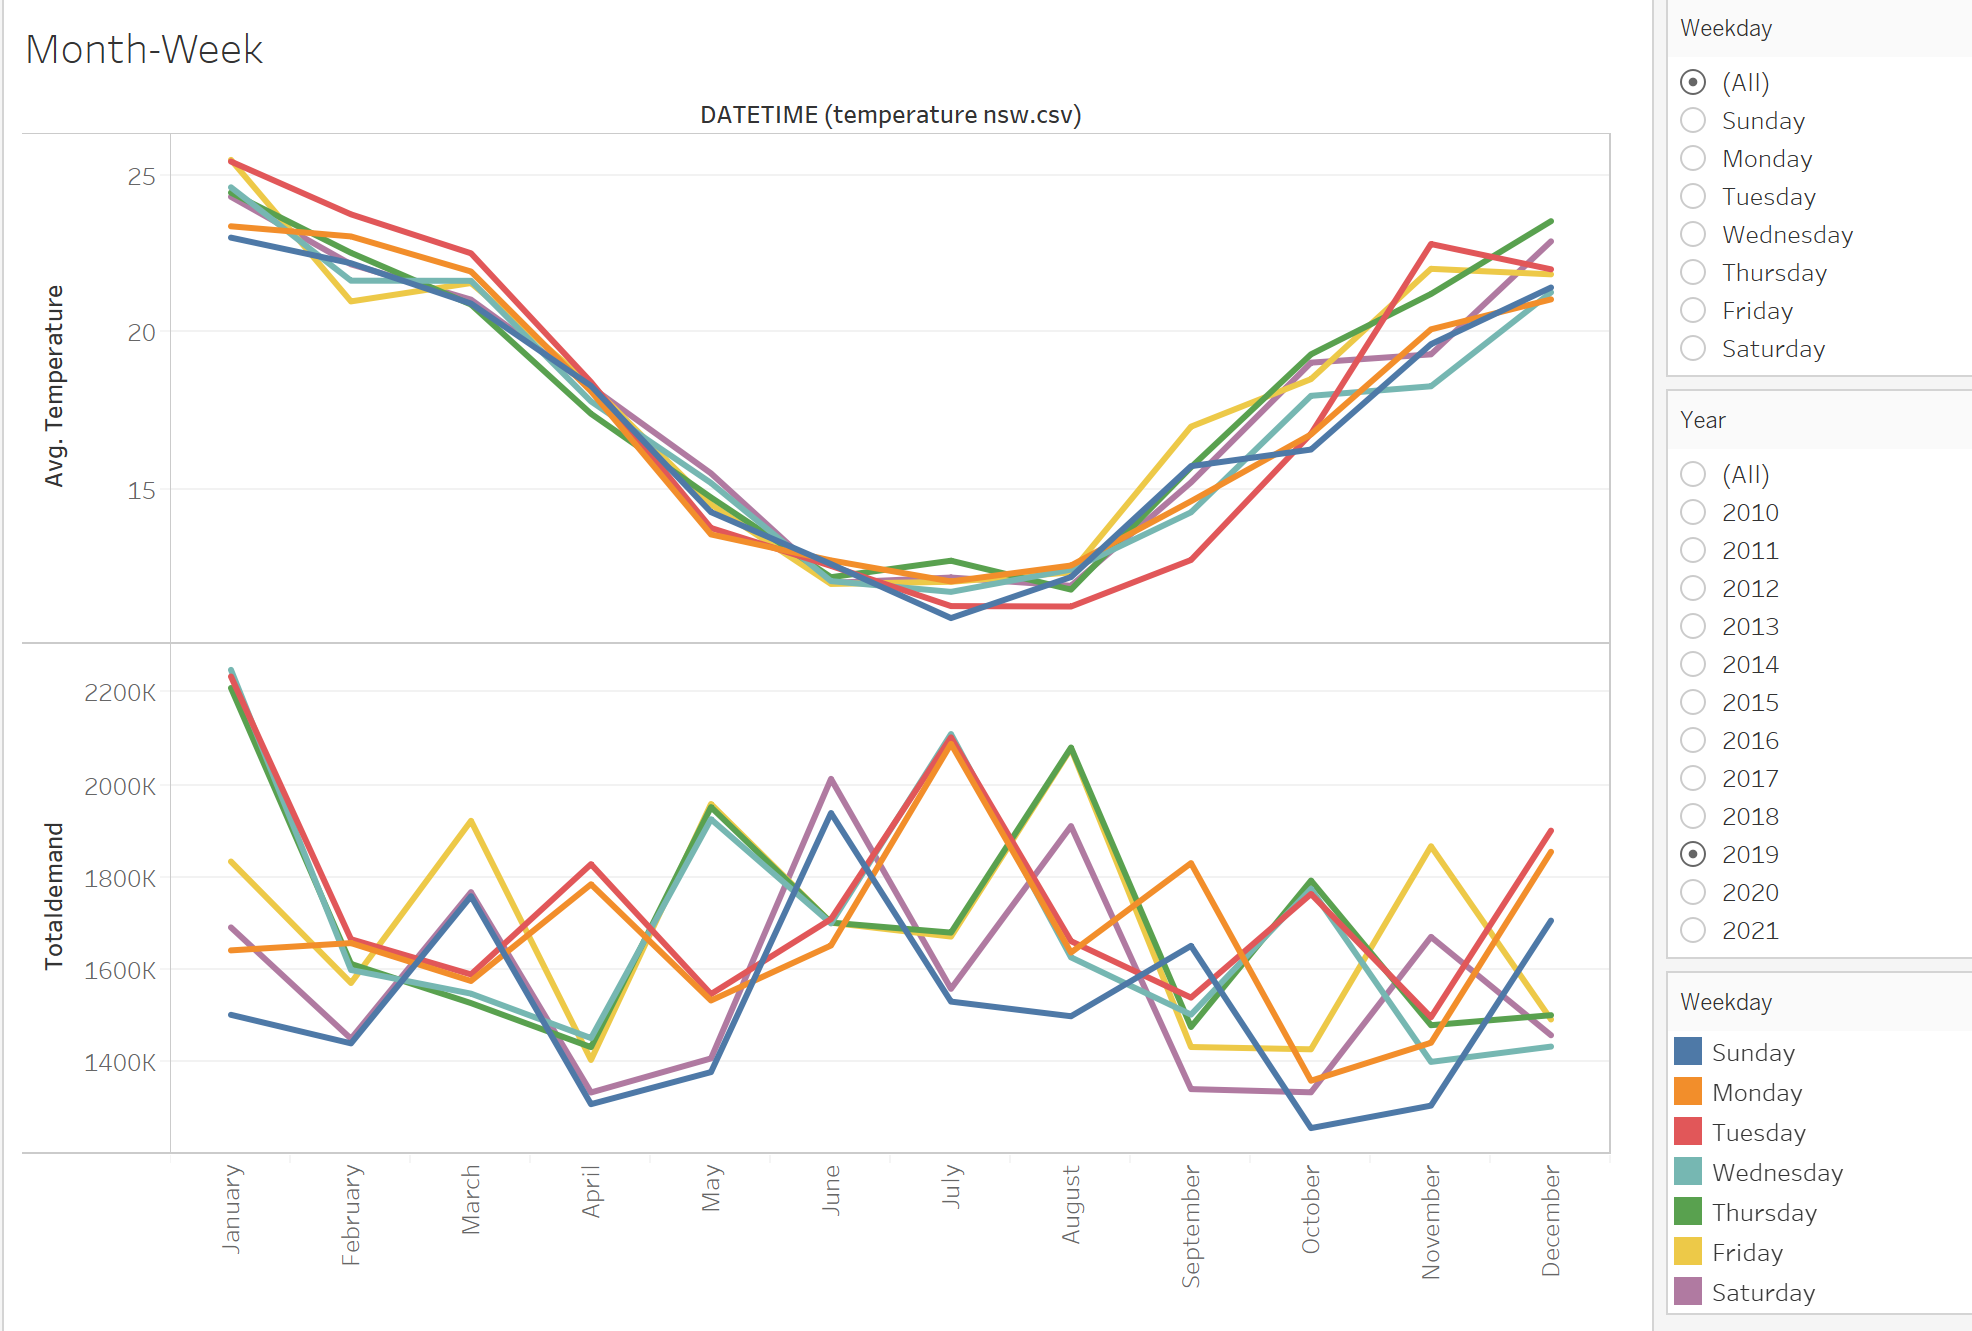 Month-Week
DATETIME (temperature nsw.csv)
Avg. Temperature
25
20
15
Totaldemand
2200K
2000K
1800K
1600K
1400K
January
February
March
April
May
June
July
August
September
October
November
December
Weekday
(All)
Sunday
Monday
Tuesday
Wednesday
Thursday
Friday
Saturday
Year
(All)
2010
2011
2012
2013
2014
2015
2016
2017
2018
2019
2020
2021
Weekday
Sunday
Monday
Tuesday
Wednesday
Thursday
Friday
Saturday